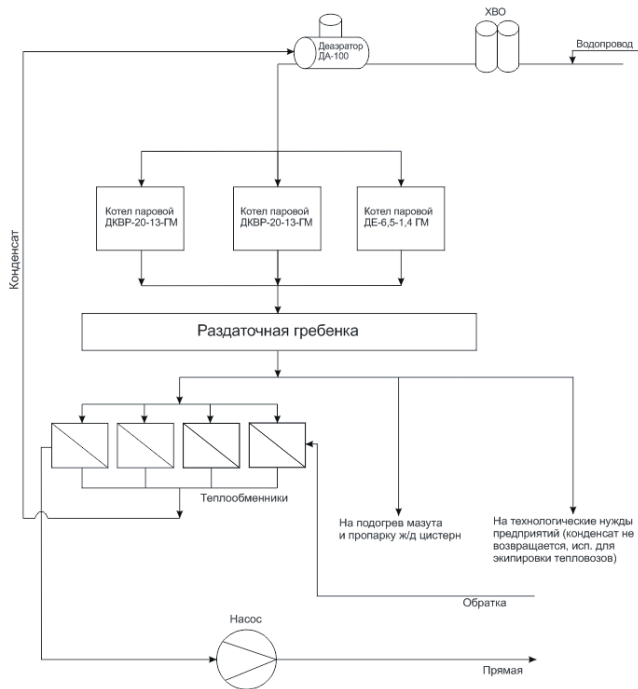 ХВО
Деаэратор
ДА-100
Водопровод
Конденсат
Котел паровой
ДКВР-20-13-ГМ
Котел паровой
ДКВР-20-13-ГМ
Котел паровой
ДЕ-6,5-1,4 ГМ
Раздаточная гребенка
Теплообменники
На подогрев мазута
и пропарку ж/д цистерн
На технологические нужды
предприятий (конденсат не
возвращается, исп. для
экипировки тепловозов)
Обратка
Насос
Прямая